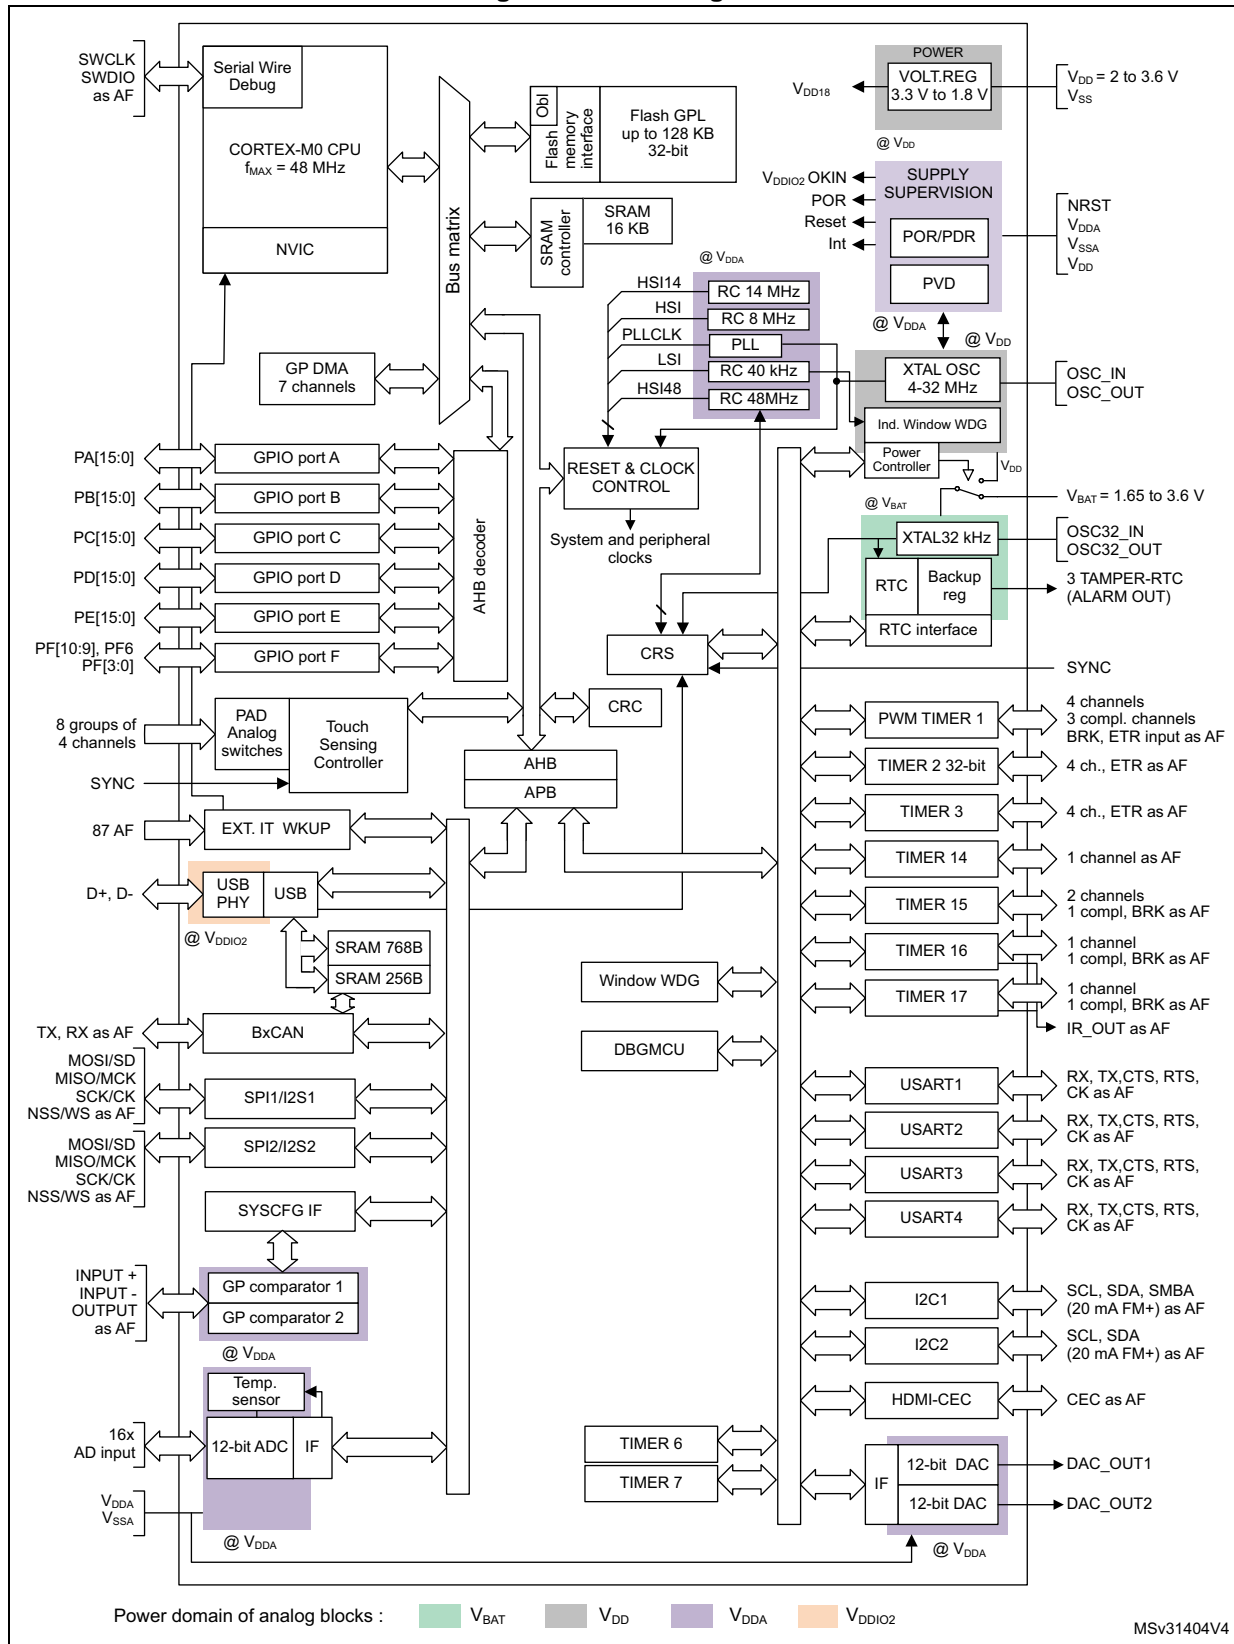 SWCLK
SWDIO
as AF
Serial Wire
Debug
CORTEX-M0 CPU
fMAX = 48 MHz
NVIC
Bus matrix
Obl
Flash
memory
interface
Flash GPL
up to 128 KB
32-bit
SRAM
controller
SRAM
16 KB
POWER
VOLT.REG
3.3 V to 1.8 V
VDD18
VDD = 2 to 3.6 V
VSS
@ VDD
SUPPLY
SUPERVISION
VDDIO2 OKIN
POR
Reset
Int
POR/PDR
PVD
NRST
VDDA
VSSA
VDD
@ VDDA
@ VDDA
@ VDD
HSI14
HSI
PLLCLK
LSI
HSI48
RC 14 MHz
RC 8 MHz
PLL
RC 40 kHz
RC 48MHz
XTAL OSC
4-32 MHz
OSC_IN
OSC_OUT
Ind. Window WDG
Power
Controller
VDD
VBAT = 1.65 to 3.6 V
@ VBAT
GP DMA
7 channels
RESET & CLOCK
CONTROL
System and peripheral
clocks
XTAL32 kHz
OSC32_IN
OSC32_OUT
RTC
Backup
reg
3 TAMPER-RTC
(ALARM OUT)
RTC interface
PA[15:0]
GPIO port A
PB[15:0]
GPIO port B
PC[15:0]
GPIO port C
PD[15:0]
GPIO port D
PE[15:0]
GPIO port E
PF[10:9], PF6
PF[3:0]
GPIO port F
AHB decoder
CRS
SYNC
8 groups of
4 channels
PAD
Analog
switches
Touch
Sensing
Controller
SYNC
CRC
AHB
APB
PWM TIMER 1
4 channels
3 compl. channels
BRK, ETR input as AF
TIMER 2 32-bit
4 ch., ETR as AF
TIMER 3
4 ch., ETR as AF
TIMER 14
1 channel as AF
TIMER 15
2 channels
1 compl, BRK as AF
TIMER 16
1 channel
1 compl, BRK as AF
TIMER 17
1 channel
1 compl, BRK as AF
IR_OUT as AF
87 AF
EXT. IT WKUP
D+, D-
USB
PHY
USB
@ VDDIO2
SRAM 768B
SRAM 256B
Window WDG
DBGMCU
TX, RX as AF
BxCAN
MOSI/SD
MISO/MCK
SCK/CK
NSS/WS as AF
SPI1/I2S1
MOSI/SD
MISO/MCK
SCK/CK
NSS/WS as AF
SPI2/I2S2
SYSCFG IF
USART1
RX, TX,CTS, RTS,
CK as AF
USART2
RX, TX,CTS, RTS,
CK as AF
USART3
RX, TX,CTS, RTS,
CK as AF
USART4
RX, TX,CTS, RTS,
CK as AF
INPUT +
INPUT -
OUTPUT
as AF
GP comparator 1
GP comparator 2
@ VDDA
I2C1
SCL, SDA, SMBA
(20 mA FM+) as AF
I2C2
SCL, SDA
(20 mA FM+) as AF
HDMI-CEC
CEC as AF
Temp.
sensor
16x
AD input
12-bit ADC
IF
VDDA
VSSA
@ VDDA
TIMER 6
TIMER 7
IF
12-bit DAC
12-bit DAC
DAC_OUT1
DAC_OUT2
@ VDDA
Power domain of analog blocks :
VBAT
VDD
VDDA
VDDIO2
MSv31404V4